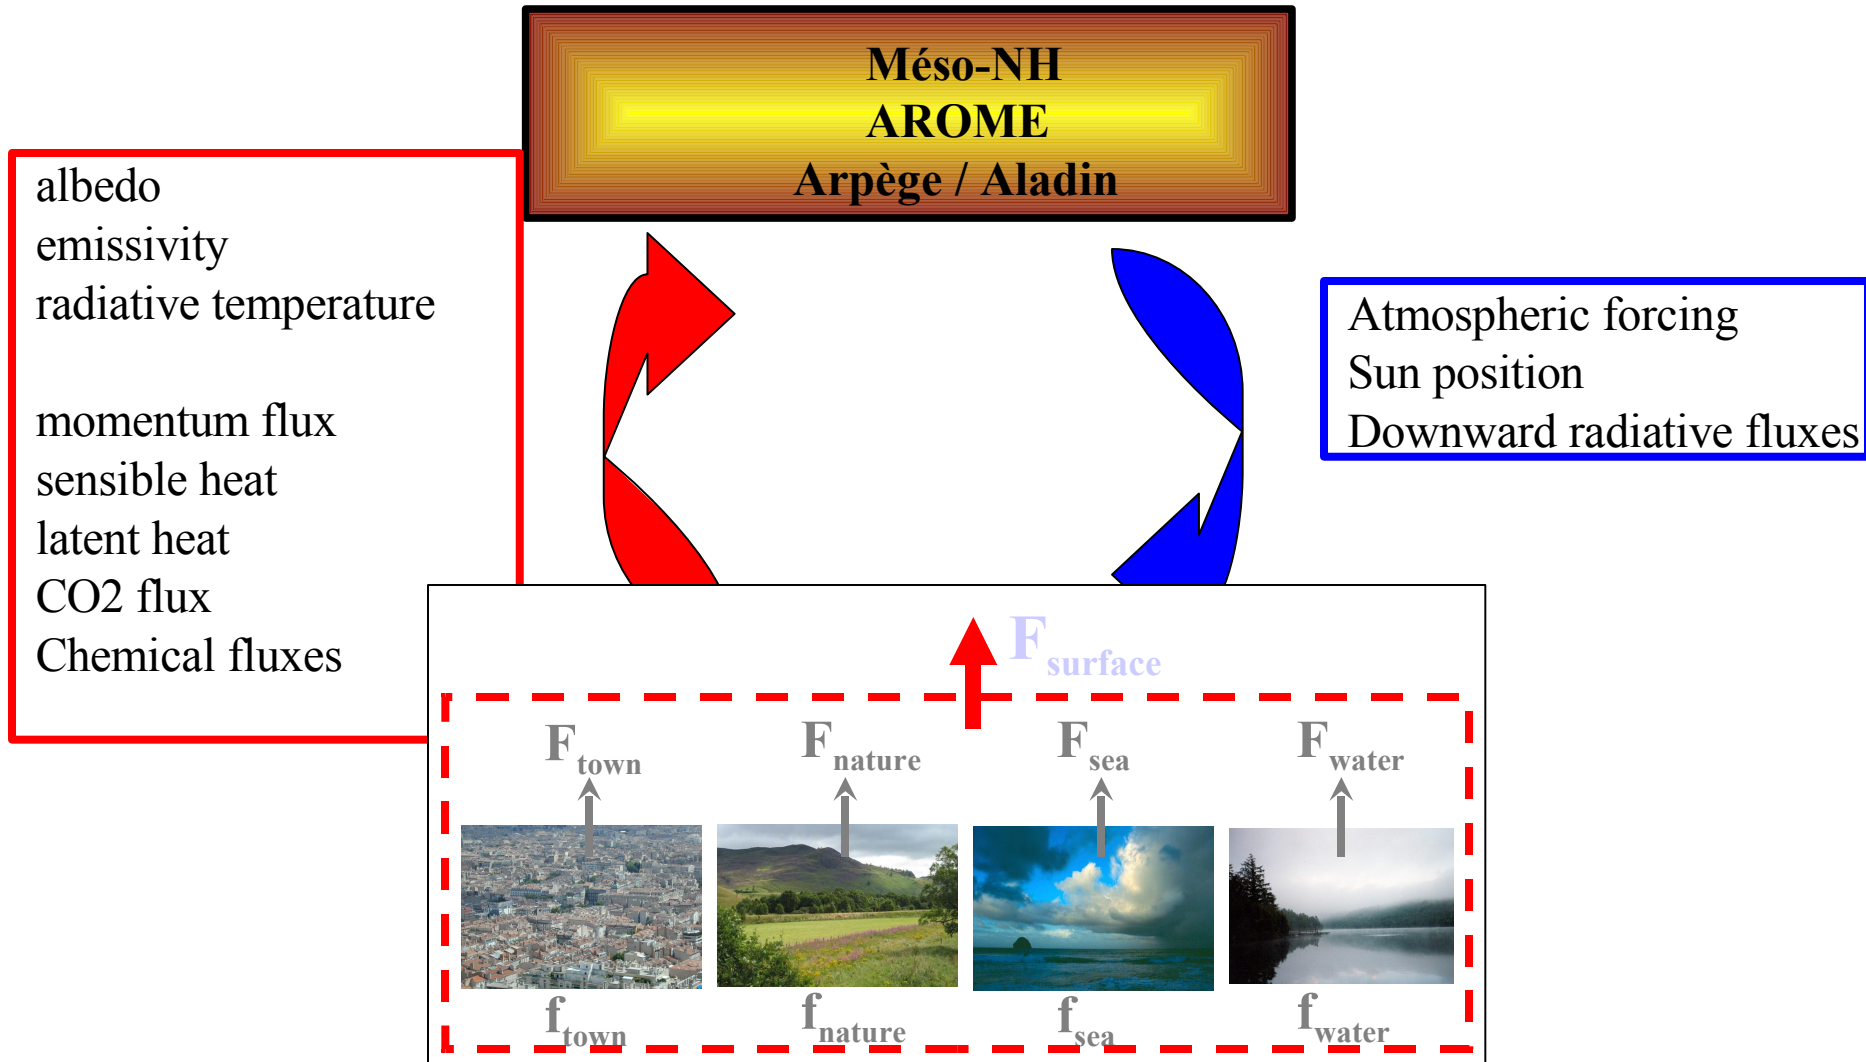 Méso-NH
AROME
Arpège / Aladin
albedo
emissivity
radiative temperature
momentum flux
sensible heat
latent heat
CO2 flux
Chemical fluxes
Atmospheric forcing
Sun position
Downward radiative fluxes
F surface
F town F nature F sea F water
f town f nature f sea f water